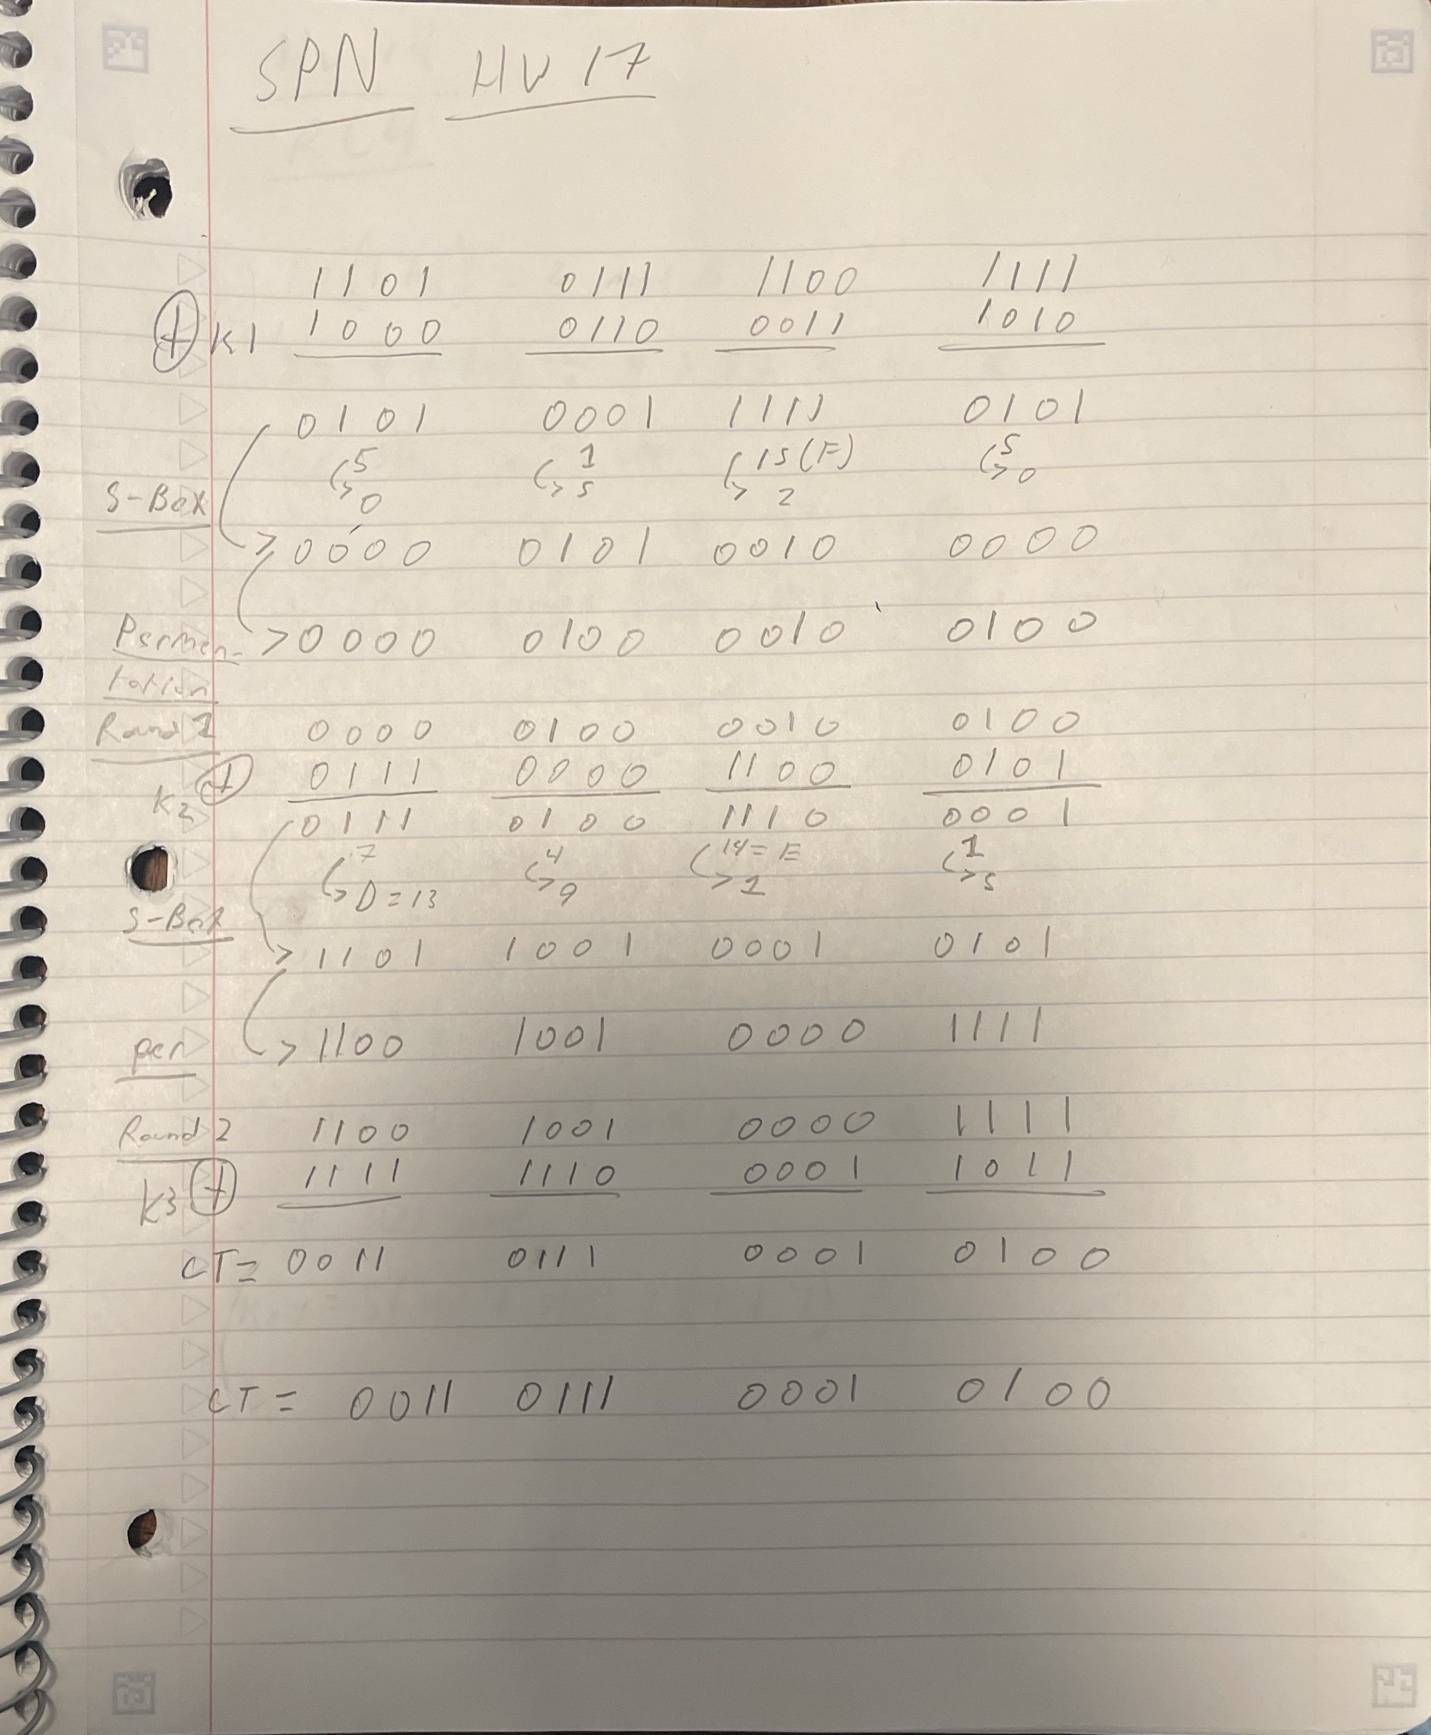 SPN HW 17
1101 0111 1100 1111
+ K1 1000 0110 0011 1010
0101 0001 1111 0101
5 1 15(F) 5
0 5 2 0
S-Box
0000 0101 0010 0000
Permen- 0000 0100 0010 0100
tation
Round 1 0000 0100 0010 0100
K2 + 0111 0000 1100 0101
0111 0100 1110 0001
7 4 14=E 1
D=13 9 1 5
S-Box
1101 1001 0001 0101
per 1100 1001 0000 1111
Round 2 1100 1001 0000 1111
K3 + 1111 1110 0001 1011
CT= 0011 0111 0001 0100
CT = 0011 0111 0001 0100